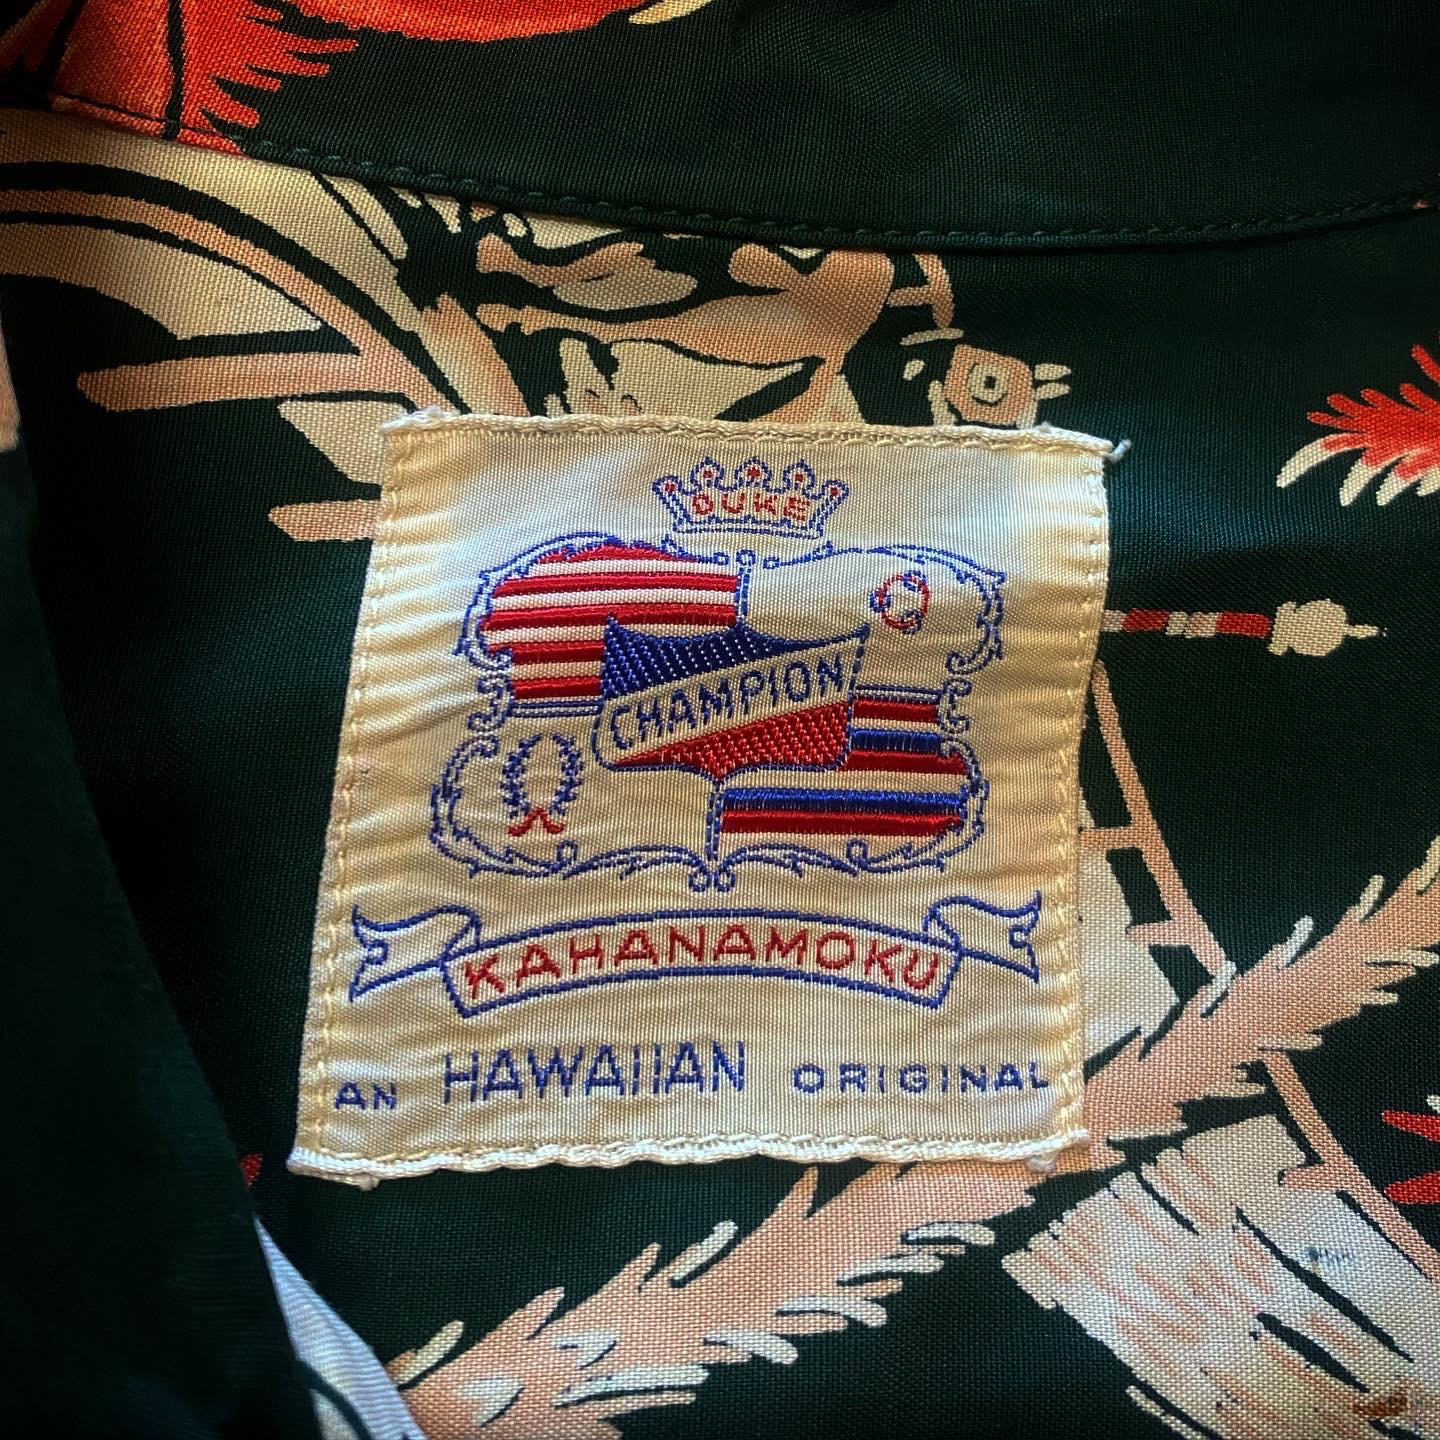 DUKE
CHAMPION
KAHANAMOKU
AN HAWAIIAN ORIGINAL